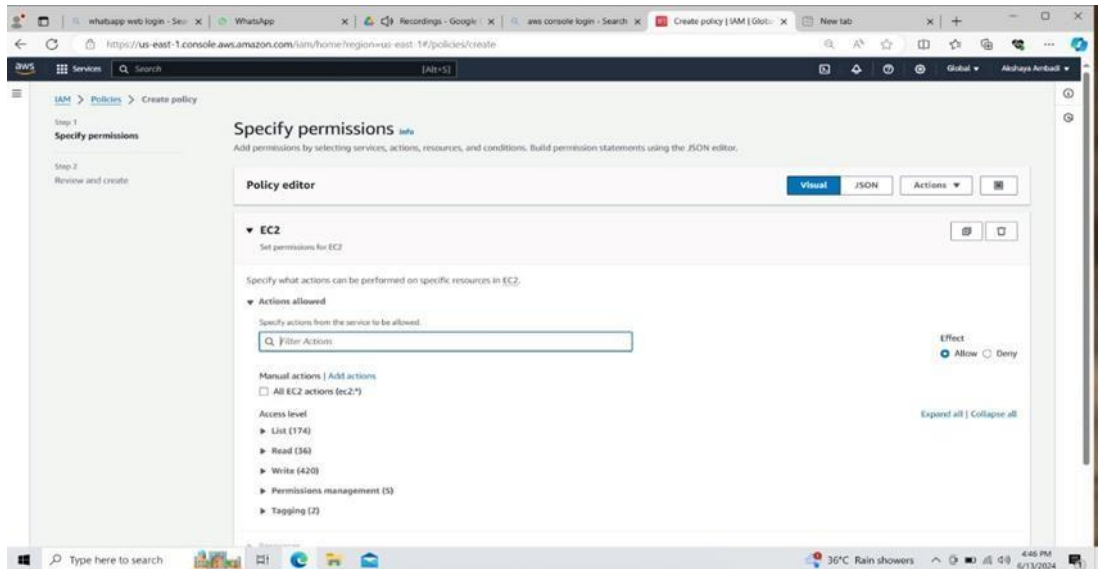 whatsapp web login - Sea
WhatsApp
Recordings - Google
aws console login - Search
Create policy | IAM | Glob
New tab
https://us-east-1.console.aws.amazon.com/iam/home?region=us-east-1#/policies/create
aws
Services
Search
[Alt+S]
Global
Akshaya Ambadi
IAM > Policies > Create policy
Step 1
Specify permissions
Step 2
Review and create
Specify permissions Info
Add permissions by selecting services, actions, resources, and conditions. Build permission statements using the JSON editor.
Policy editor
Visual
JSON
Actions
EC2
Set permissions for EC2
Specify what actions can be performed on specific resources in EC2.
Actions allowed
Specify actions from the service to be allowed.
Filter Actions
Effect
Allow
Deny
Manual actions | Add actions
All EC2 actions (ec2:*)
Access level
Expand all | Collapse all
List (174)
Read (36)
Write (420)
Permissions management (5)
Tagging (2)
Type here to search
36°C Rain showers
4:46 PM
6/13/2024